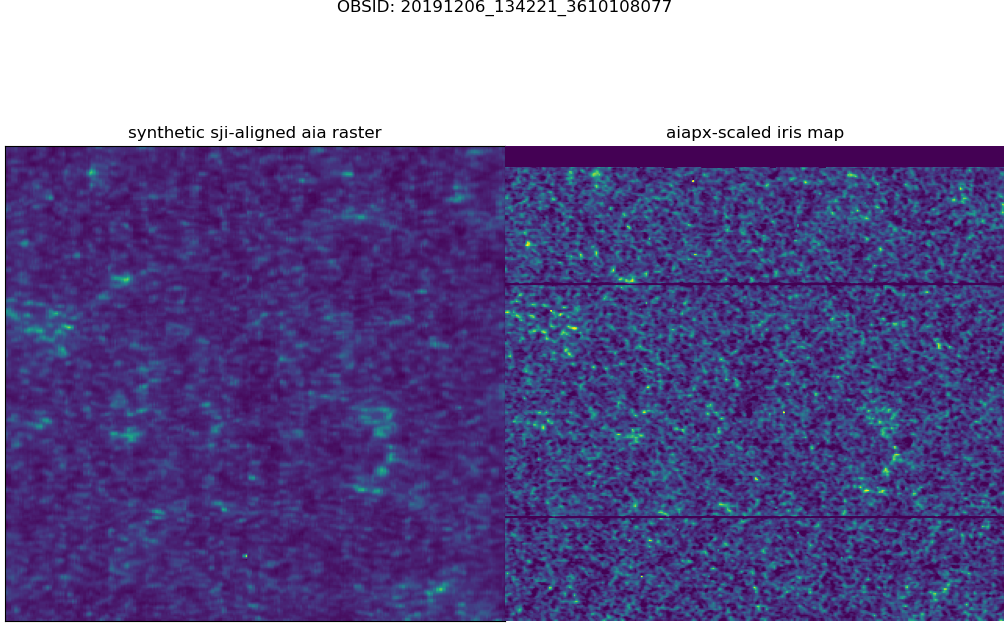 OBSID: 20191206_134221_3610108077
synthetic sji-aligned aia raster
aiapx-scaled iris map